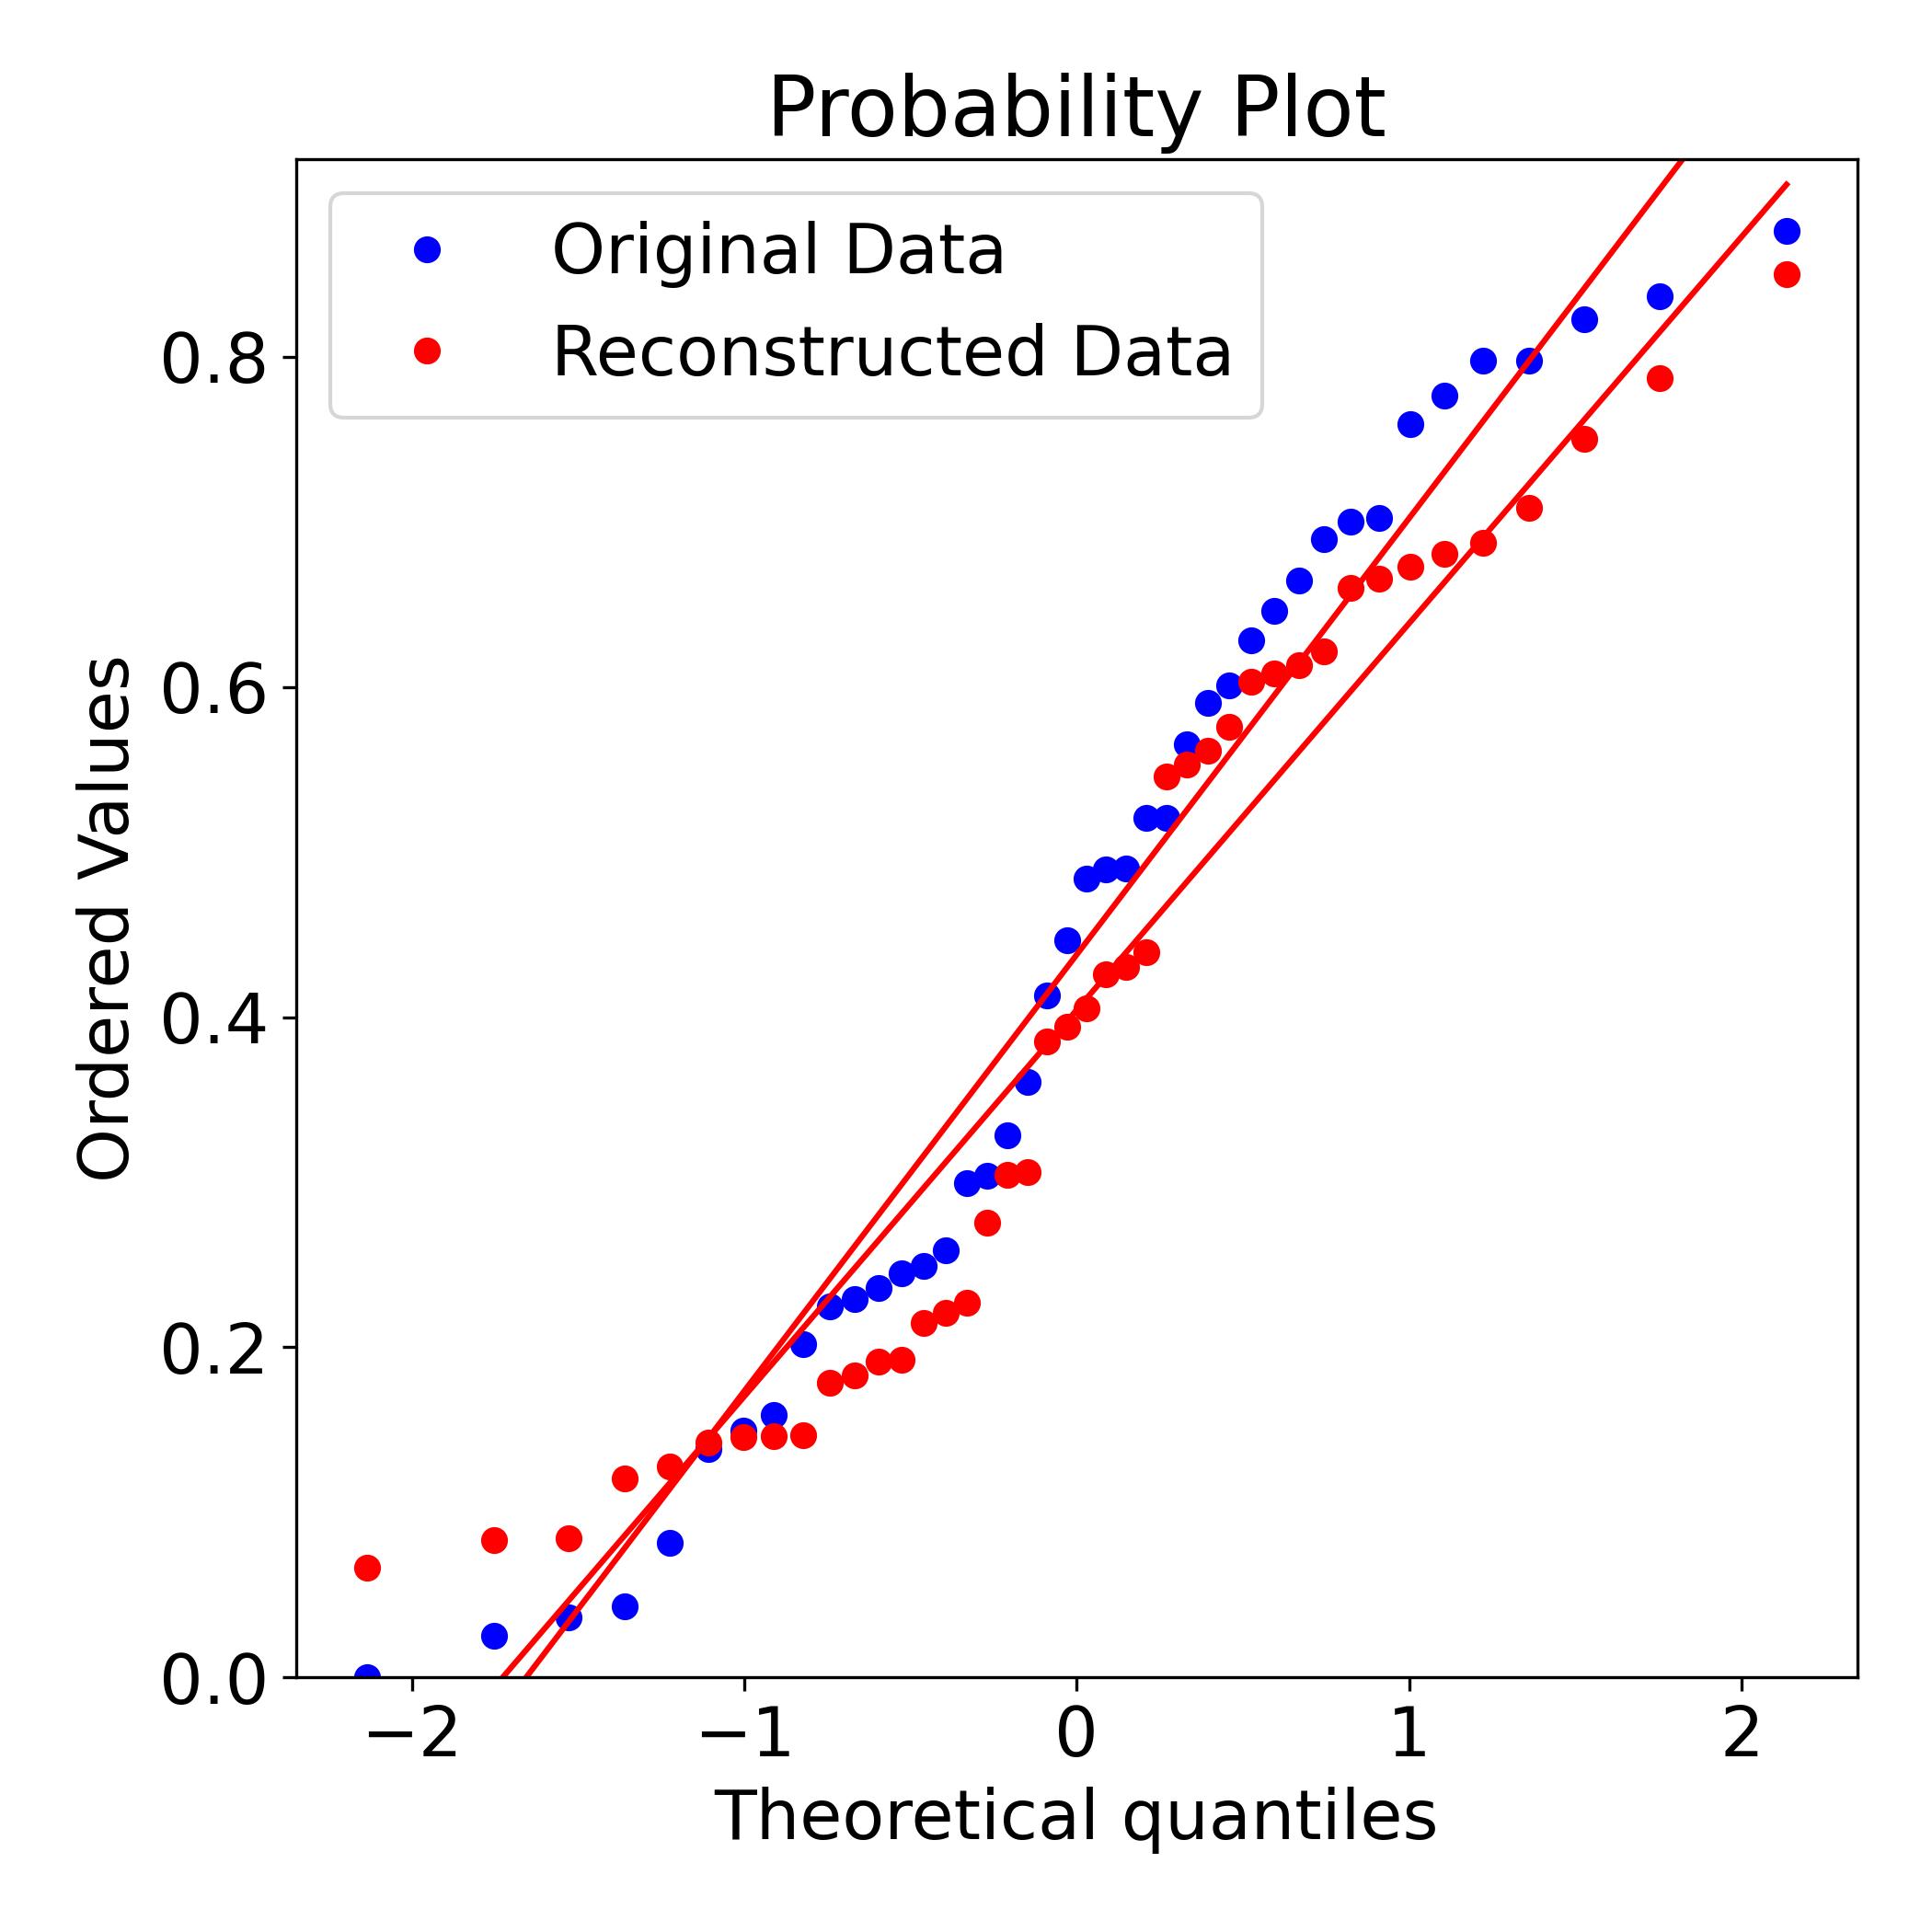 Probability Plot
Original Data
Reconstructed Data
Ordered Values
0.8
0.6
0.4
0.2
0.0
−2 −1 0 1 2
Theoretical quantiles